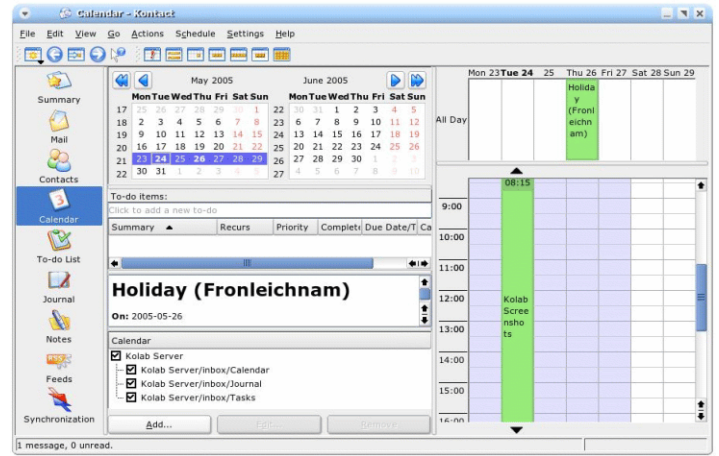 Calendar - Kontact
File Edit View Go Actions Schedule Settings Help
Summary
Mail
Contacts
3
Calendar
To-do List
Journal
Notes
RSS
Feeds
Synchronization
May 2005
Mon Tue Wed Thu Fri Sat Sun
17 25 26 27 28 29 30 1
18 2 3 4 5 6 7 8
19 9 10 11 12 13 14 15
20 16 17 18 19 20 21 22
21 23 24 25 26 27 28 29
22 30 31 1 2 3 4 5
June 2005
Mon Tue Wed Thu Fri Sat Sun
22 30 31 1 2 3 4 5
23 6 7 8 9 10 11 12
24 13 14 15 16 17 18 19
25 20 21 22 23 24 25 26
26 27 28 29 30 1 2 3
27 4 5 6 7 8 9 10
To-do items:
Click to add a new to-do
Summary Recurs Priority Complete Due Date/T Ca
Holiday (Fronleichnam)
On: 2005-05-26
Calendar
Kolab Server
Kolab Server/inbox/Calendar
Kolab Server/inbox/Journal
Kolab Server/inbox/Tasks
Add... Edit... Remove
Mon 23 Tue 24 25 Thu 26 Fri 27 Sat 28 Sun 29
All Day
Holida
y
(Fronl
eichn
am)
08:15
9:00
10:00
11:00
12:00
13:00
14:00
15:00
16:00
Kolab
Scree
nsho
ts
1 message, 0 unread.